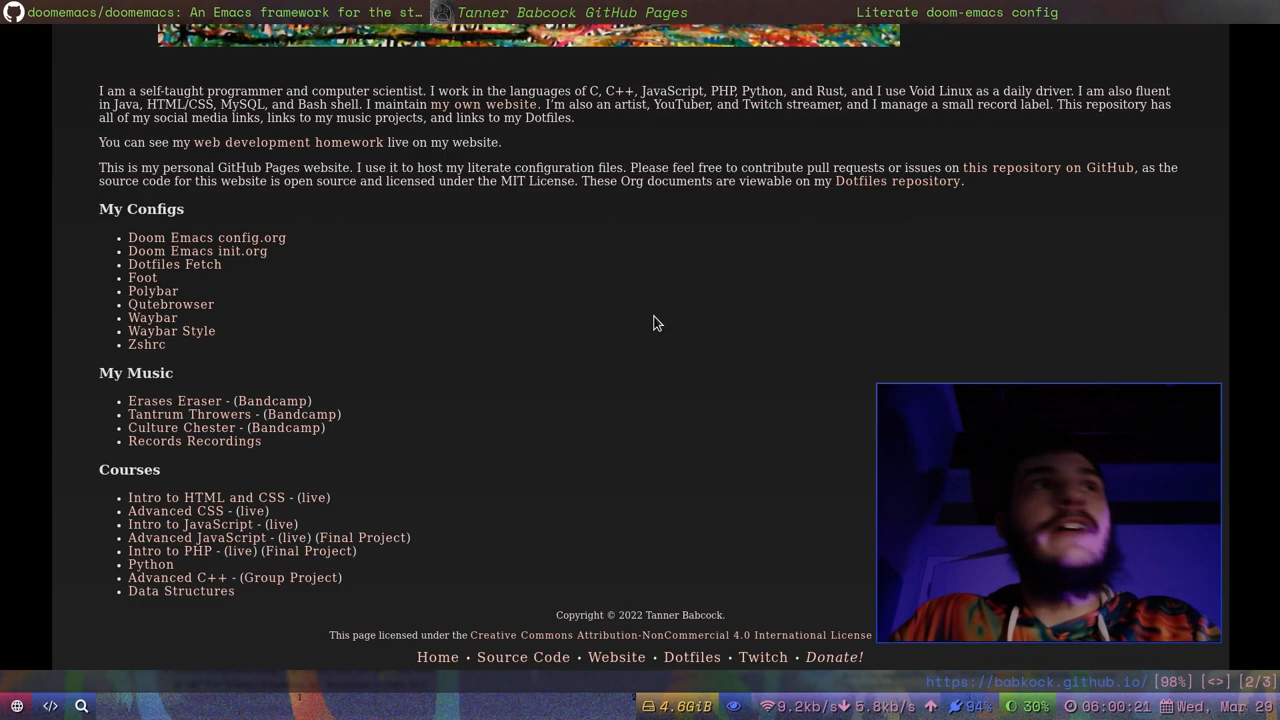 doomemacs/doomemacs: An Emacs framework for the st… Tanner Babcock GitHub Pages Literate doom-emacs config
I am a self-taught programmer and computer scientist. I work in the languages of C, C++, JavaScript, PHP, Python, and Rust, and I use Void Linux as a daily driver. I am also fluent
in Java, HTML/CSS, MySQL, and Bash shell. I maintain my own website. I’m also an artist, YouTuber, and Twitch streamer, and I manage a small record label. This repository has
all of my social media links, links to my music projects, and links to my Dotfiles.
You can see my web development homework live on my website.
This is my personal GitHub Pages website. I use it to host my literate configuration files. Please feel free to contribute pull requests or issues on this repository on GitHub, as the
source code for this website is open source and licensed under the MIT License. These Org documents are viewable on my Dotfiles repository.
My Configs
• Doom Emacs config.org
• Doom Emacs init.org
• Dotfiles Fetch
• Foot
• Polybar
• Qutebrowser
• Waybar
• Waybar Style
• Zshrc
My Music
• Erases Eraser - (Bandcamp)
• Tantrum Throwers - (Bandcamp)
• Culture Chester - (Bandcamp)
• Records Recordings
Courses
• Intro to HTML and CSS - (live)
• Advanced CSS - (live)
• Intro to JavaScript - (live)
• Advanced JavaScript - (live) (Final Project)
• Intro to PHP - (live) (Final Project)
• Python
• Advanced C++ - (Group Project)
• Data Structures
Copyright © 2022 Tanner Babcock.
This page licensed under the Creative Commons Attribution-NonCommercial 4.0 International License
Home • Source Code • Website • Dotfiles • Twitch • Donate!
https://babkock.github.io/ [98%] [<>] [2/3]
4.6GiB 9.2kb/s 5.8kb/s 94% 30% 06:00:21 Wed, Mar 29